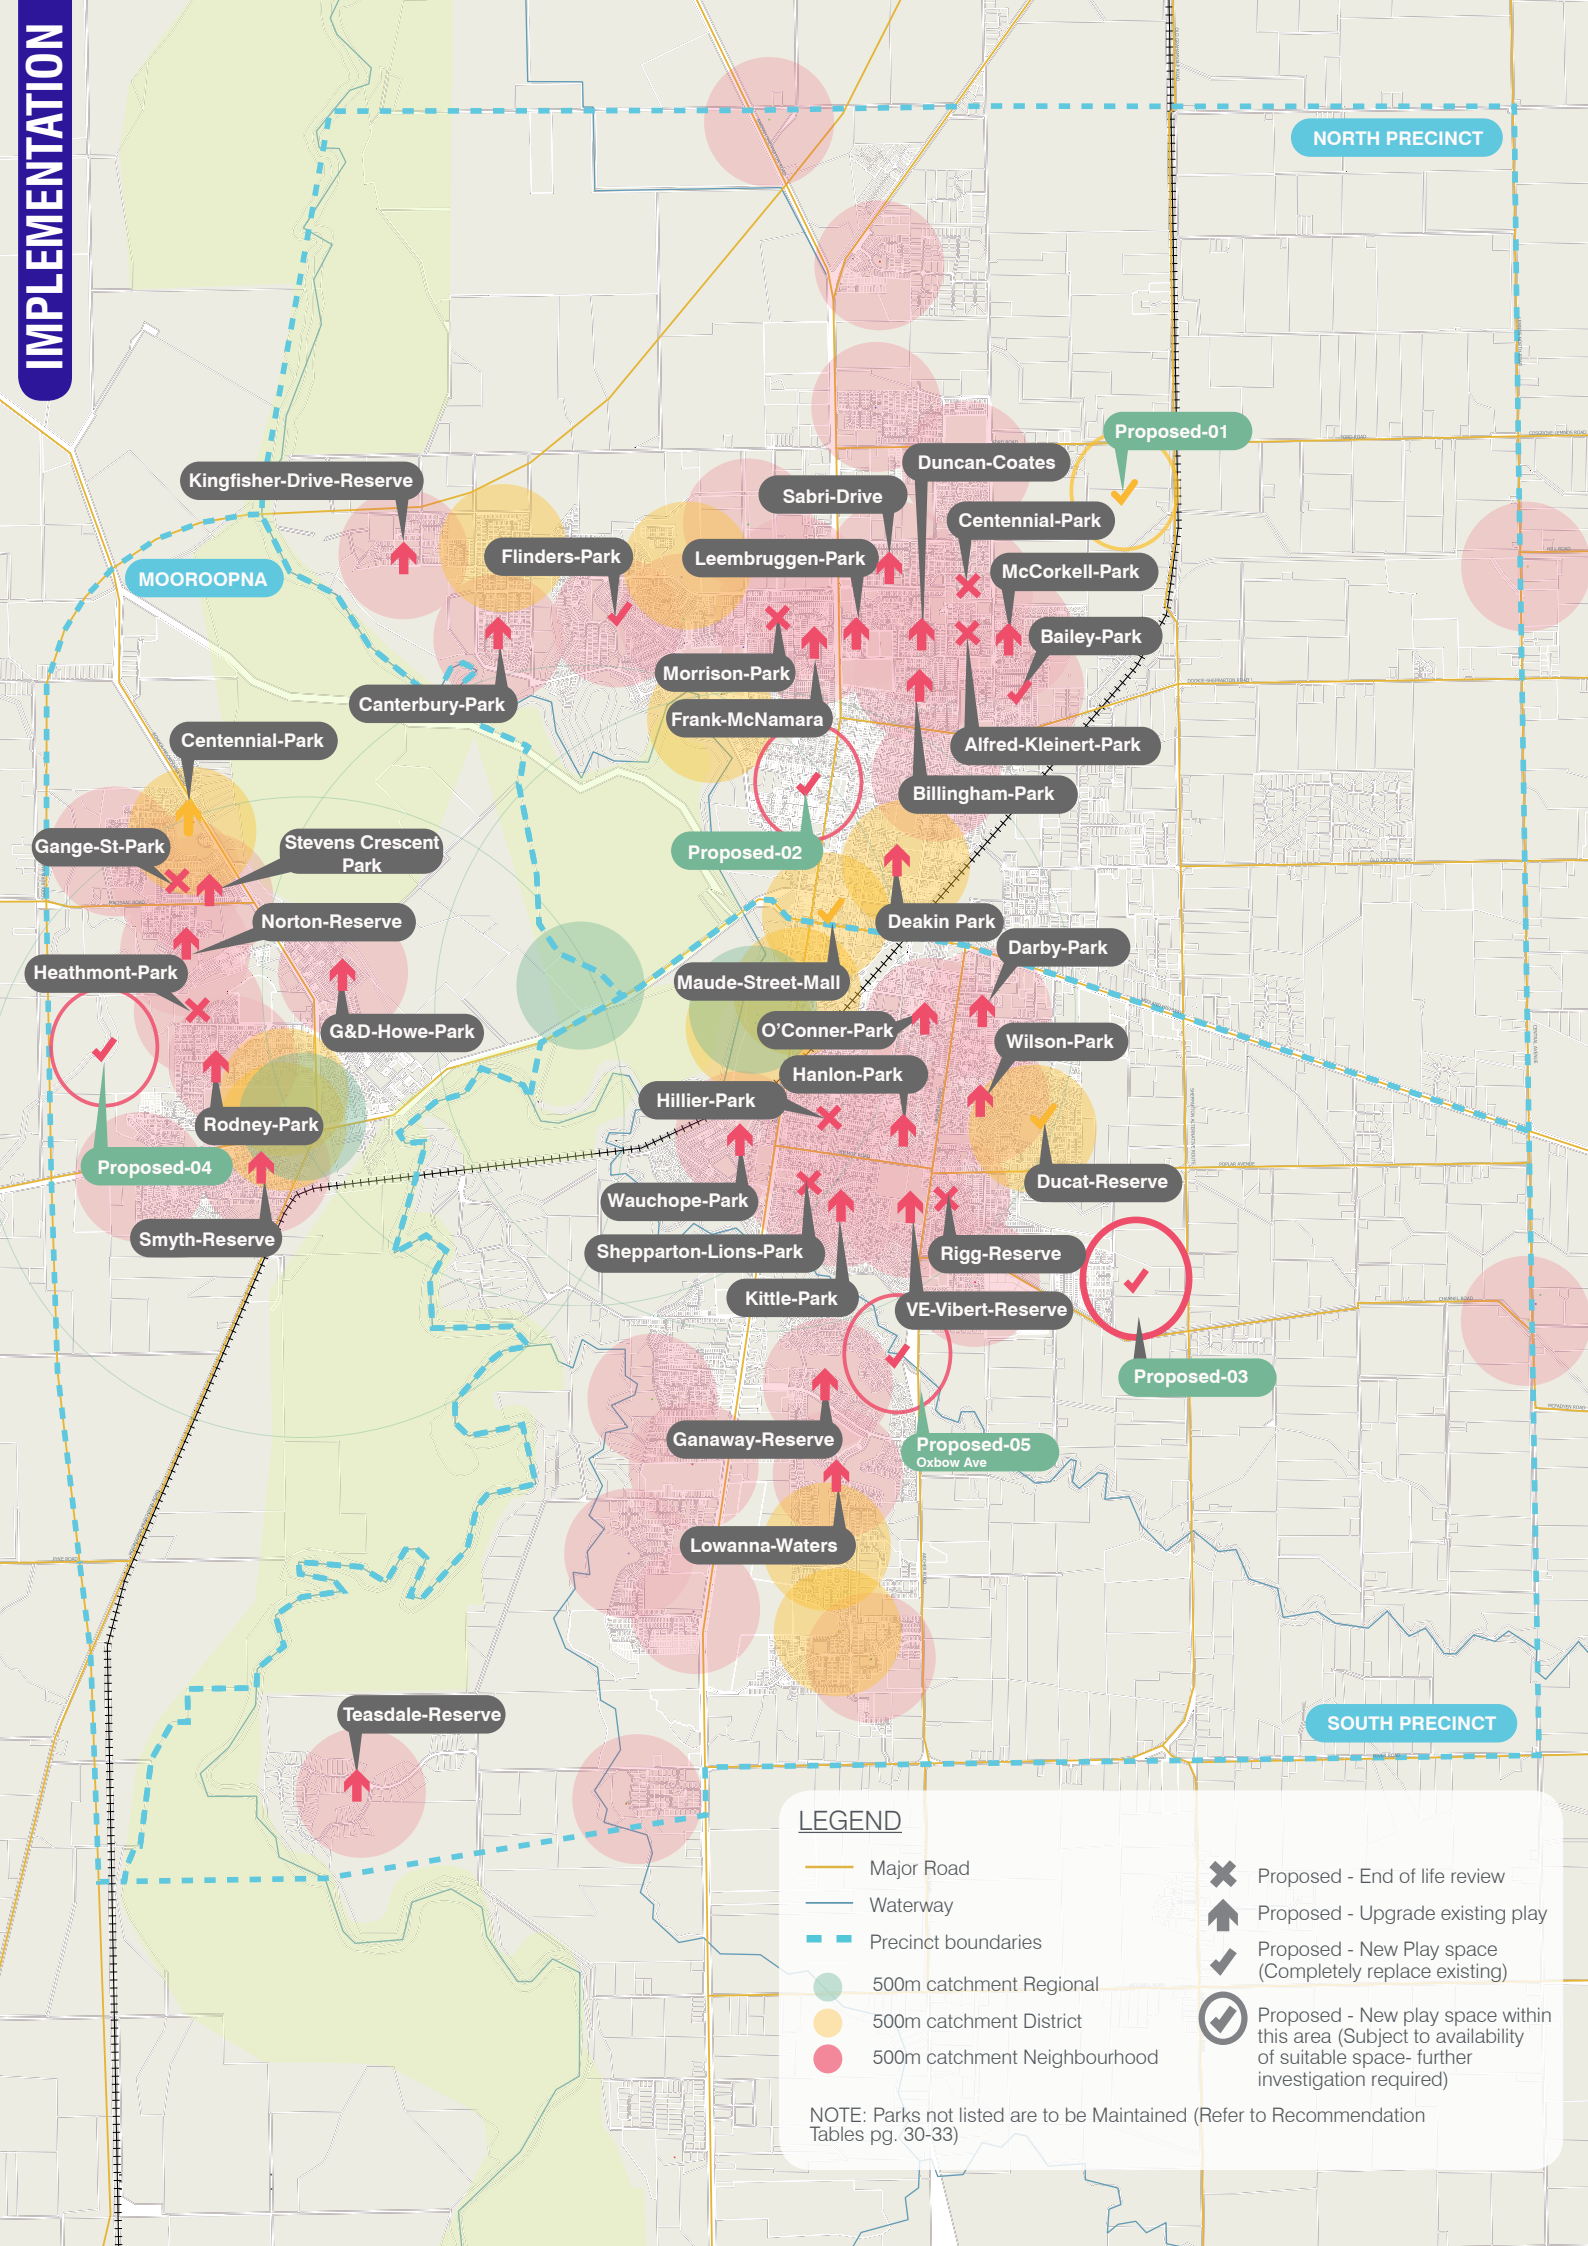 IMPLEMENTATION
NORTH PRECINCT
Proposed-01
Duncan-Coates
Kingfisher-Drive-Reserve
Sabri-Drive
Centennial-Park
Flinders-Park
Leembruggen-Park
McCorkell-Park
MOOROOPNA
Bailey-Park
Morrison-Park
Canterbury-Park
Frank-McNamara
Centennial-Park
Alfred-Kleinert-Park
Billingham-Park
Gange-St-Park
Stevens Crescent
Park
Proposed-02
Norton-Reserve
Deakin Park
Darby-Park
Heathmont-Park
Maude-Street-Mall
G&D-Howe-Park
O'Conner-Park
Wilson-Park
Hanlon-Park
Hillier-Park
Rodney-Park
Proposed-04
Ducat-Reserve
Wauchope-Park
Smyth-Reserve
Shepparton-Lions-Park
Rigg-Reserve
Kittle-Park
VE-Vibert-Reserve
Proposed-03
Ganaway-Reserve
Proposed-05
Oxbow Ave
Lowanna-Waters
Teasdale-Reserve
SOUTH PRECINCT
LEGEND
Major Road
Waterway
Precinct boundaries
500m catchment Regional
500m catchment District
500m catchment Neighbourhood
Proposed - End of life review
Proposed - Upgrade existing play
Proposed - New Play space
(Completely replace existing)
Proposed - New play space within
this area (Subject to availability
of suitable space- further
investigation required)
NOTE: Parks not listed are to be Maintained (Refer to Recommendation
Tables pg. 30-33)